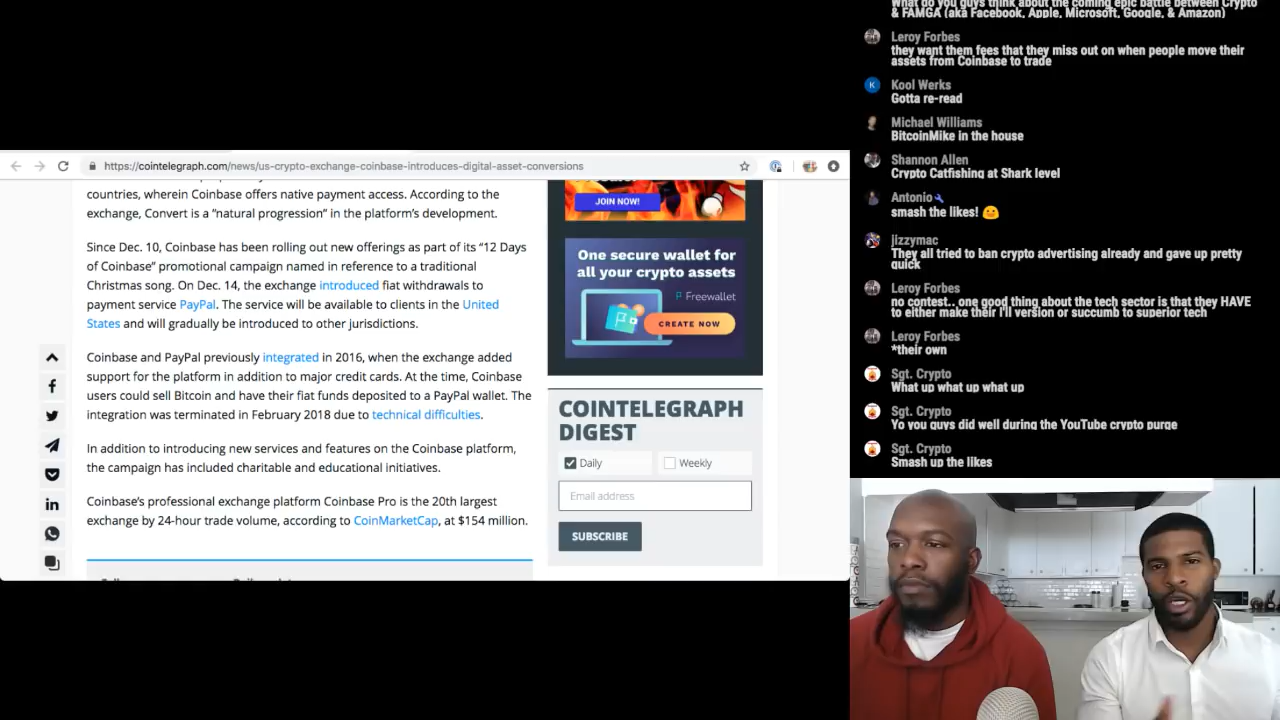 https://cointelegraph.com/news/us-crypto-exchange-coinbase-introduces-digital-asset-conversions
countries, wherein Coinbase offers native payment access. According to the
exchange, Convert is a “natural progression” in the platform’s development.
Since Dec. 10, Coinbase has been rolling out new offerings as part of its “12 Days
of Coinbase” promotional campaign named in reference to a traditional
Christmas song. On Dec. 14, the exchange introduced fiat withdrawals to
payment service PayPal. The service will be available to clients in the United
States and will gradually be introduced to other jurisdictions.
Coinbase and PayPal previously integrated in 2016, when the exchange added
support for the platform in addition to major credit cards. At the time, Coinbase
users could sell Bitcoin and have their fiat funds deposited to a PayPal wallet. The
integration was terminated in February 2018 due to technical difficulties.
In addition to introducing new services and features on the Coinbase platform,
the campaign has included charitable and educational initiatives.
Coinbase’s professional exchange platform Coinbase Pro is the 20th largest
exchange by 24-hour trade volume, according to CoinMarketCap, at $154 million.
JOIN NOW!
One secure wallet for
all your crypto assets
Freewallet
CREATE NOW
COINTELEGRAPH
DIGEST
Daily
Weekly
Email address
SUBSCRIBE
What do you guys think about the coming epic battle between Crypto
& FAMGA (aka Facebook, Apple, Microsoft, Google, & Amazon)
Leroy Forbes
they want them fees that they miss out on when people move their
assets from Coinbase to trade
K
Kool Werks
Gotta re-read
Michael Williams
BitcoinMike in the house
Shannon Allen
Crypto Catfishing at Shark level
Antonio
smash the likes!
jizzymac
They all tried to ban crypto advertising already and gave up pretty
quick
Leroy Forbes
no contest.. one good thing about the tech sector is that they HAVE
to either make their I'll version or succumb to superior tech
Leroy Forbes
*their own
Sgt. Crypto
What up what up what up
Sgt. Crypto
Yo you guys did well during the YouTube crypto purge
Sgt. Crypto
Smash up the likes